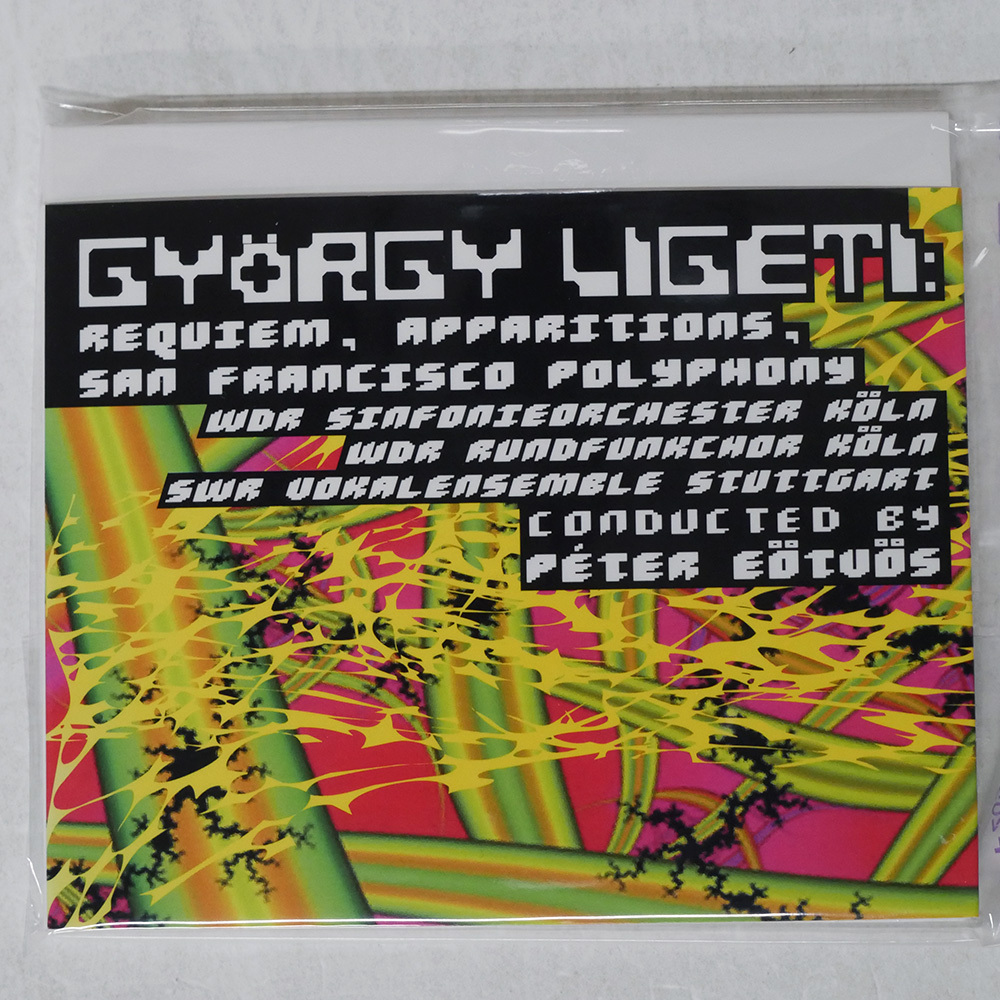 GYÖRGY LIGETI:
REQUIEM, APPARITIONS,
SAN FRANCISCO POLYPHONY
WDR SINFONIEORCHESTER KÖLN
WDR RUNDFUNKCHOR KÖLN
SWR VOKALENSEMBLE STUTTGART
CONDUCTED BY
PÉTER EÖTVÖS